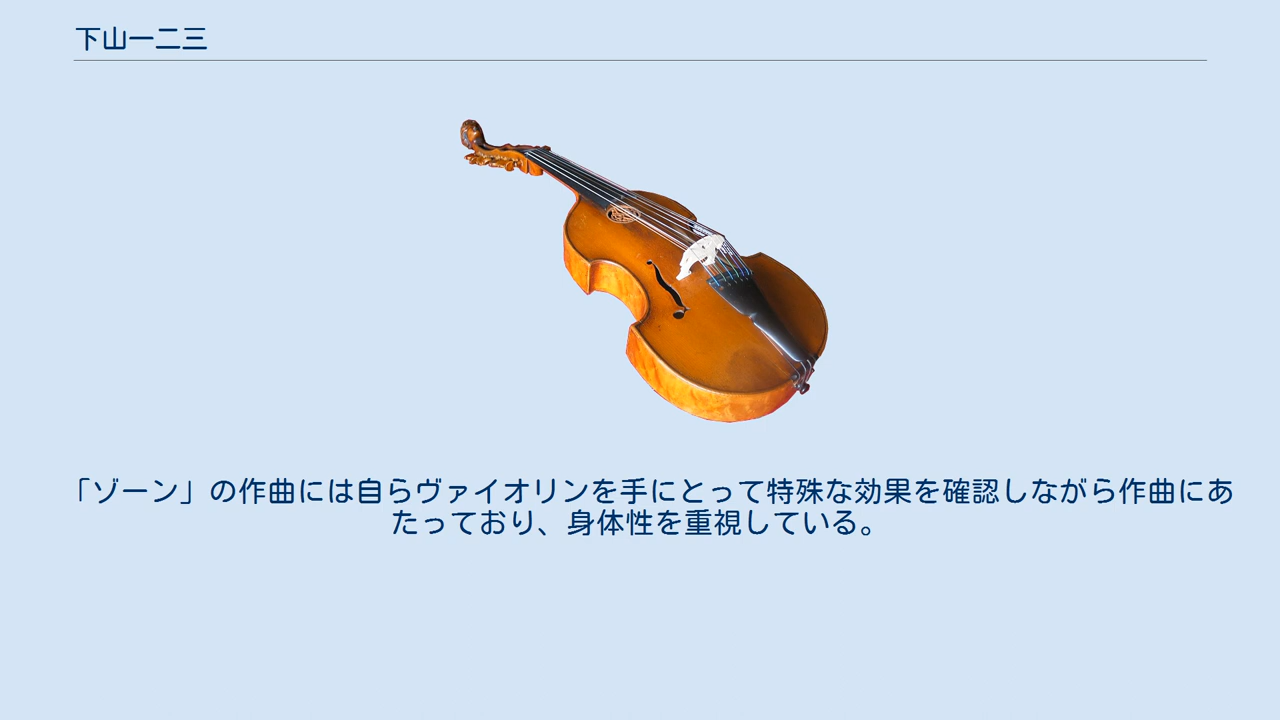 下山一二三
「ゾーン」の作曲には自らヴァイオリンを手にとって特殊な効果を確認しながら作曲にあ
たっており、身体性を重視している。